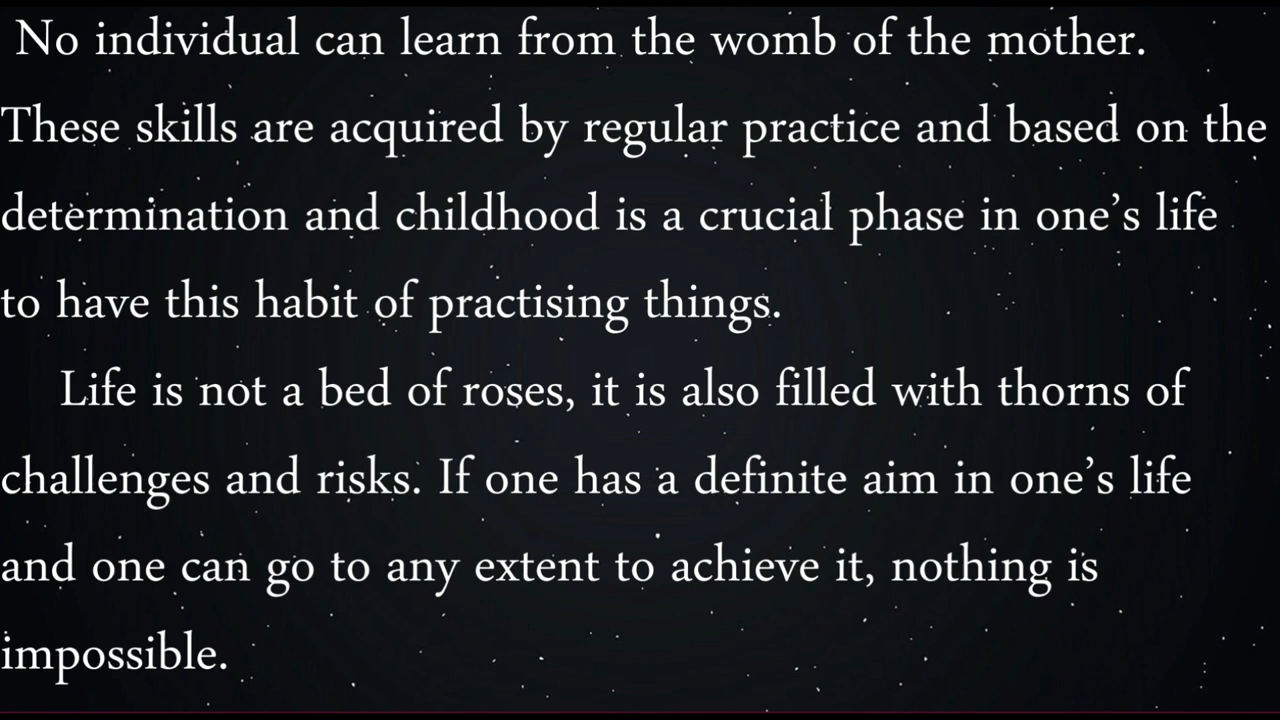 No individual can learn from the womb of the mother.
These skills are acquired by regular practice and based on the
determination and childhood is a crucial phase in one’s life
to have this habit of practising things.
Life is not a bed of roses, it is also filled with thorns of
challenges and risks. If one has a definite aim in one’s life
and one can go to any extent to achieve it, nothing is
impossible.